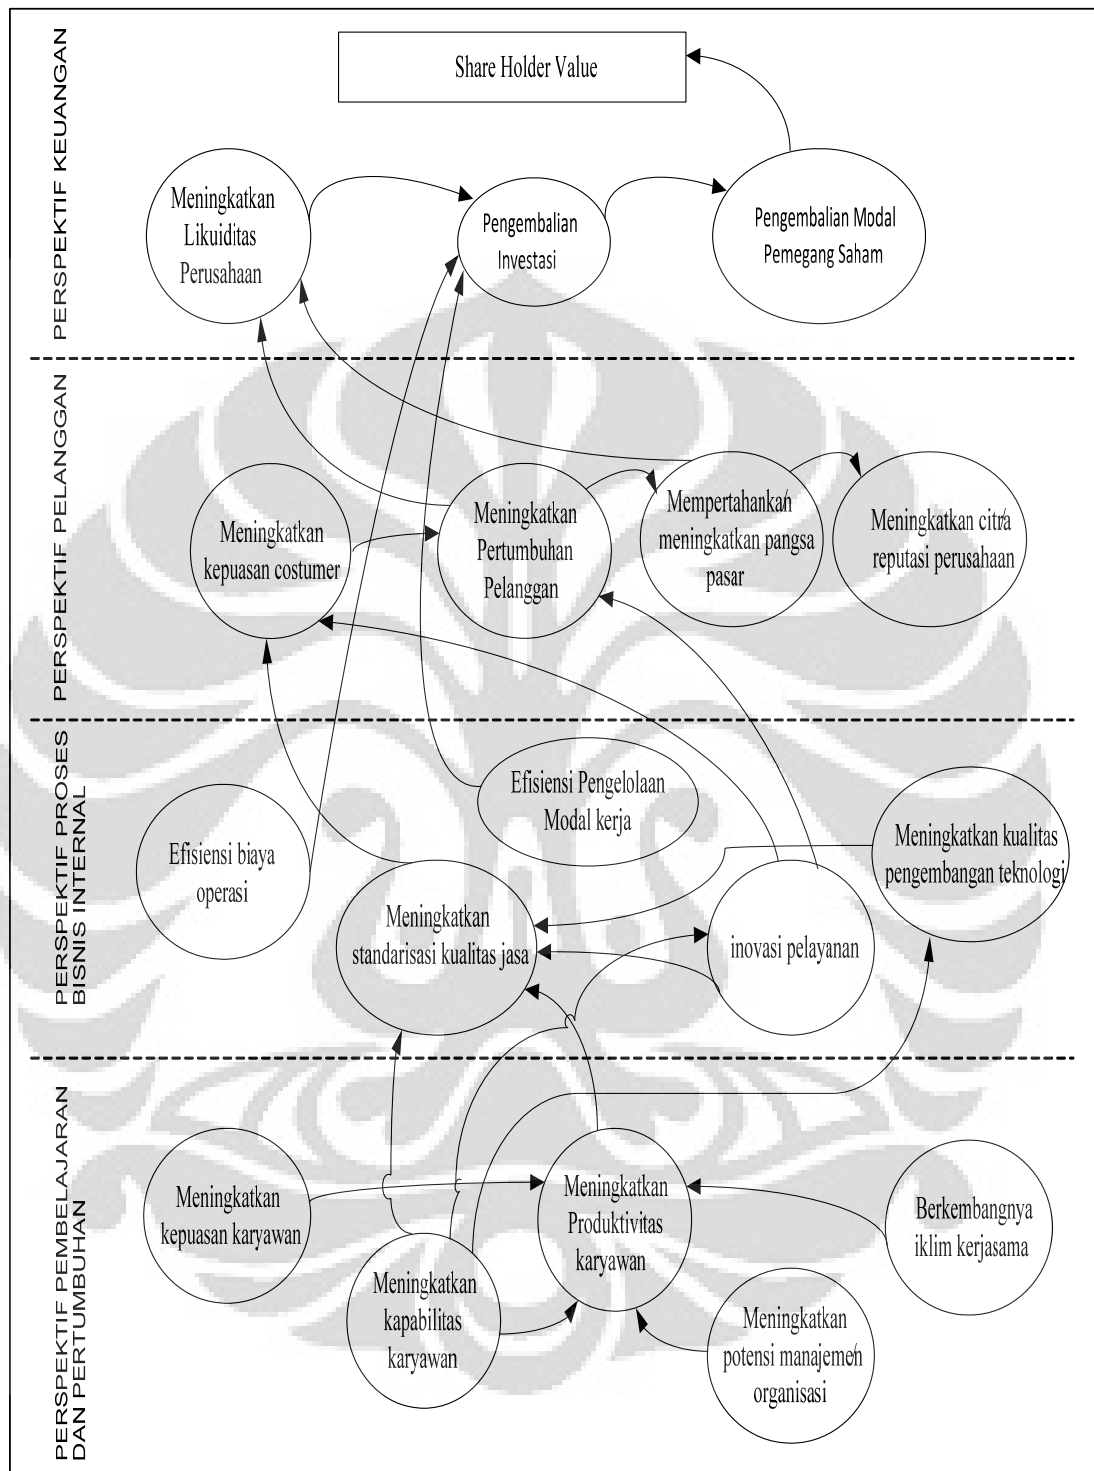 PERSPEKTIF KEUANGAN
Share Holder Value
Meningkatkan
Likuiditas
Perusahaan
Pengembalian
Investasi
Pengembalian Modal
Pemegang Saham
PERSPEKTIF PELANGGAN
Meningkatkan
kepuasan costumer
Meningkatkan
Pertumbuhan
Pelanggan
Mempertahankan/
meningkatkan pangsa
pasar
Meningkatkan citra/
reputasi perusahaan
PERSPEKTIF PROSES
BISNIS INTERNAL
Efisiensi biaya
operasi
Efisiensi Pengelolaan
Modal kerja
Meningkatkan
standarisasi kualitas jasa
inovasi pelayanan
Meningkatkan kualitas
pengembangan teknologi
PERSPEKTIF PEMBELAJARAN
DAN PERTUMBUHAN
Meningkatkan
kepuasan karyawan
Meningkatkan
kapabilitas
karyawan
Meningkatkan
Produktivitas
karyawan
Meningkatkan
potensi manajemen/
organisasi
Berkembangnya
iklim kerjasama